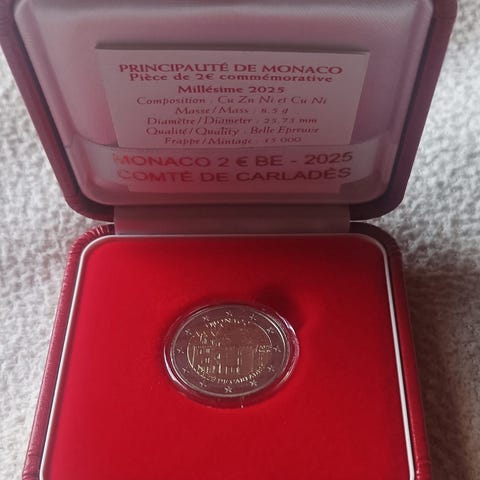 PRINCIPAUTÉ DE MONACO
Pièce de 2€ commémorative
Millésime 2025
Composition : Cu Zn Ni et Cu Ni
Masse / Mass : 8.5 g
Diamètre / Diameter : 25.75 mm
Qualité / Quality : Belle Epreuve
Frappe / Mintage : 15 000
MONACO 2 € BE - 2025
COMTÉ DE CARLADÈS
MONACO